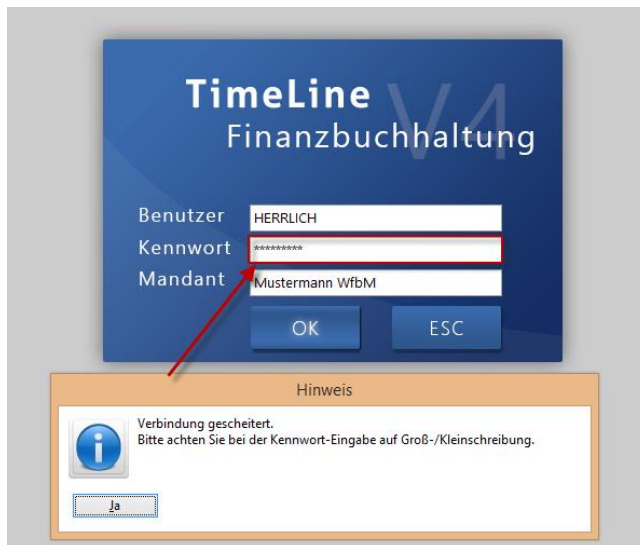 TimeLine V4
Finanzbuchhaltung
Benutzer HERRLICH
Kennwort *********
Mandant Mustermann WfbM
OK ESC
Hinweis
Verbindung gescheitert.
Bitte achten Sie bei der Kennwort-Eingabe auf Groß-/Kleinschreibung.
Ja